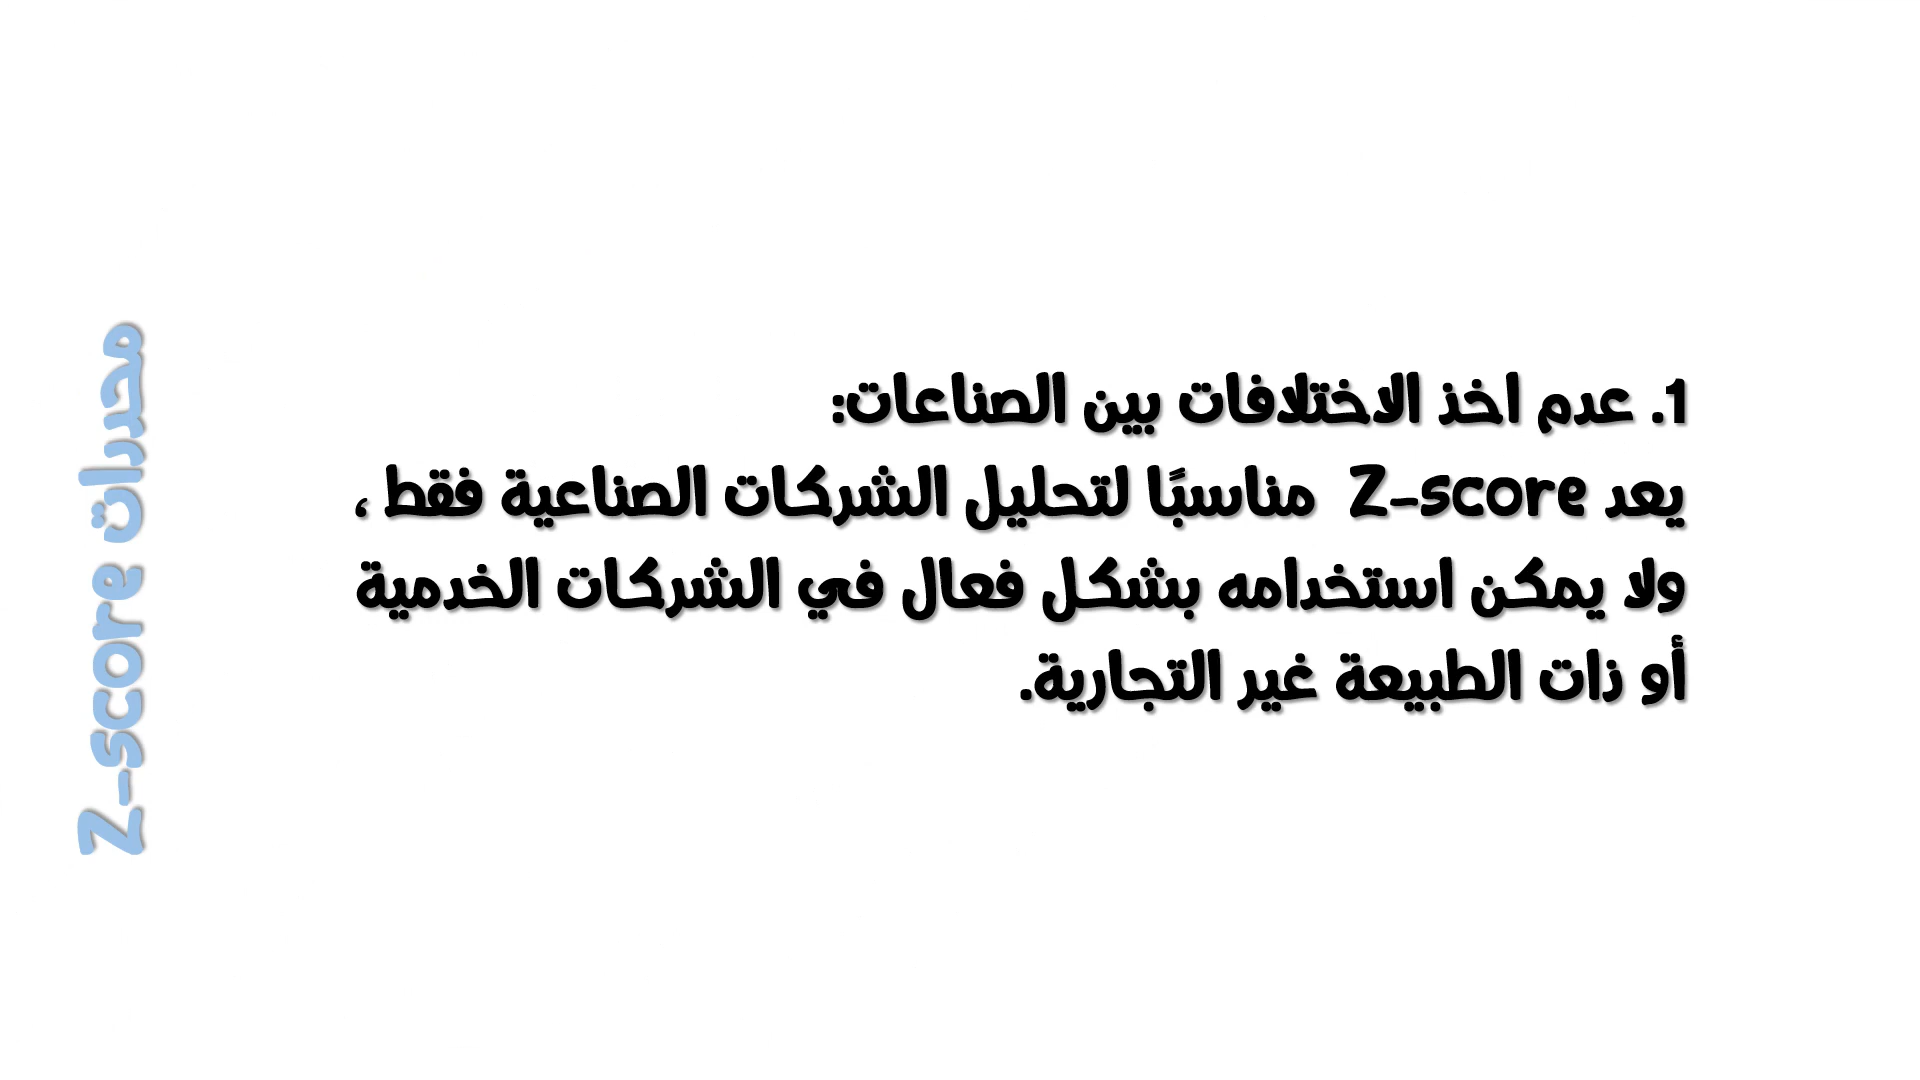 محددات Z-score
1. عدم اخذ الاختلافات بين الصناعات:
يعد Z-score مناسبًا لتحليل الشركات الصناعية فقط ،
ولا يمكن استخدامه بشكل فعال في الشركات الخدمية
أو ذات الطبيعة غير التجارية.